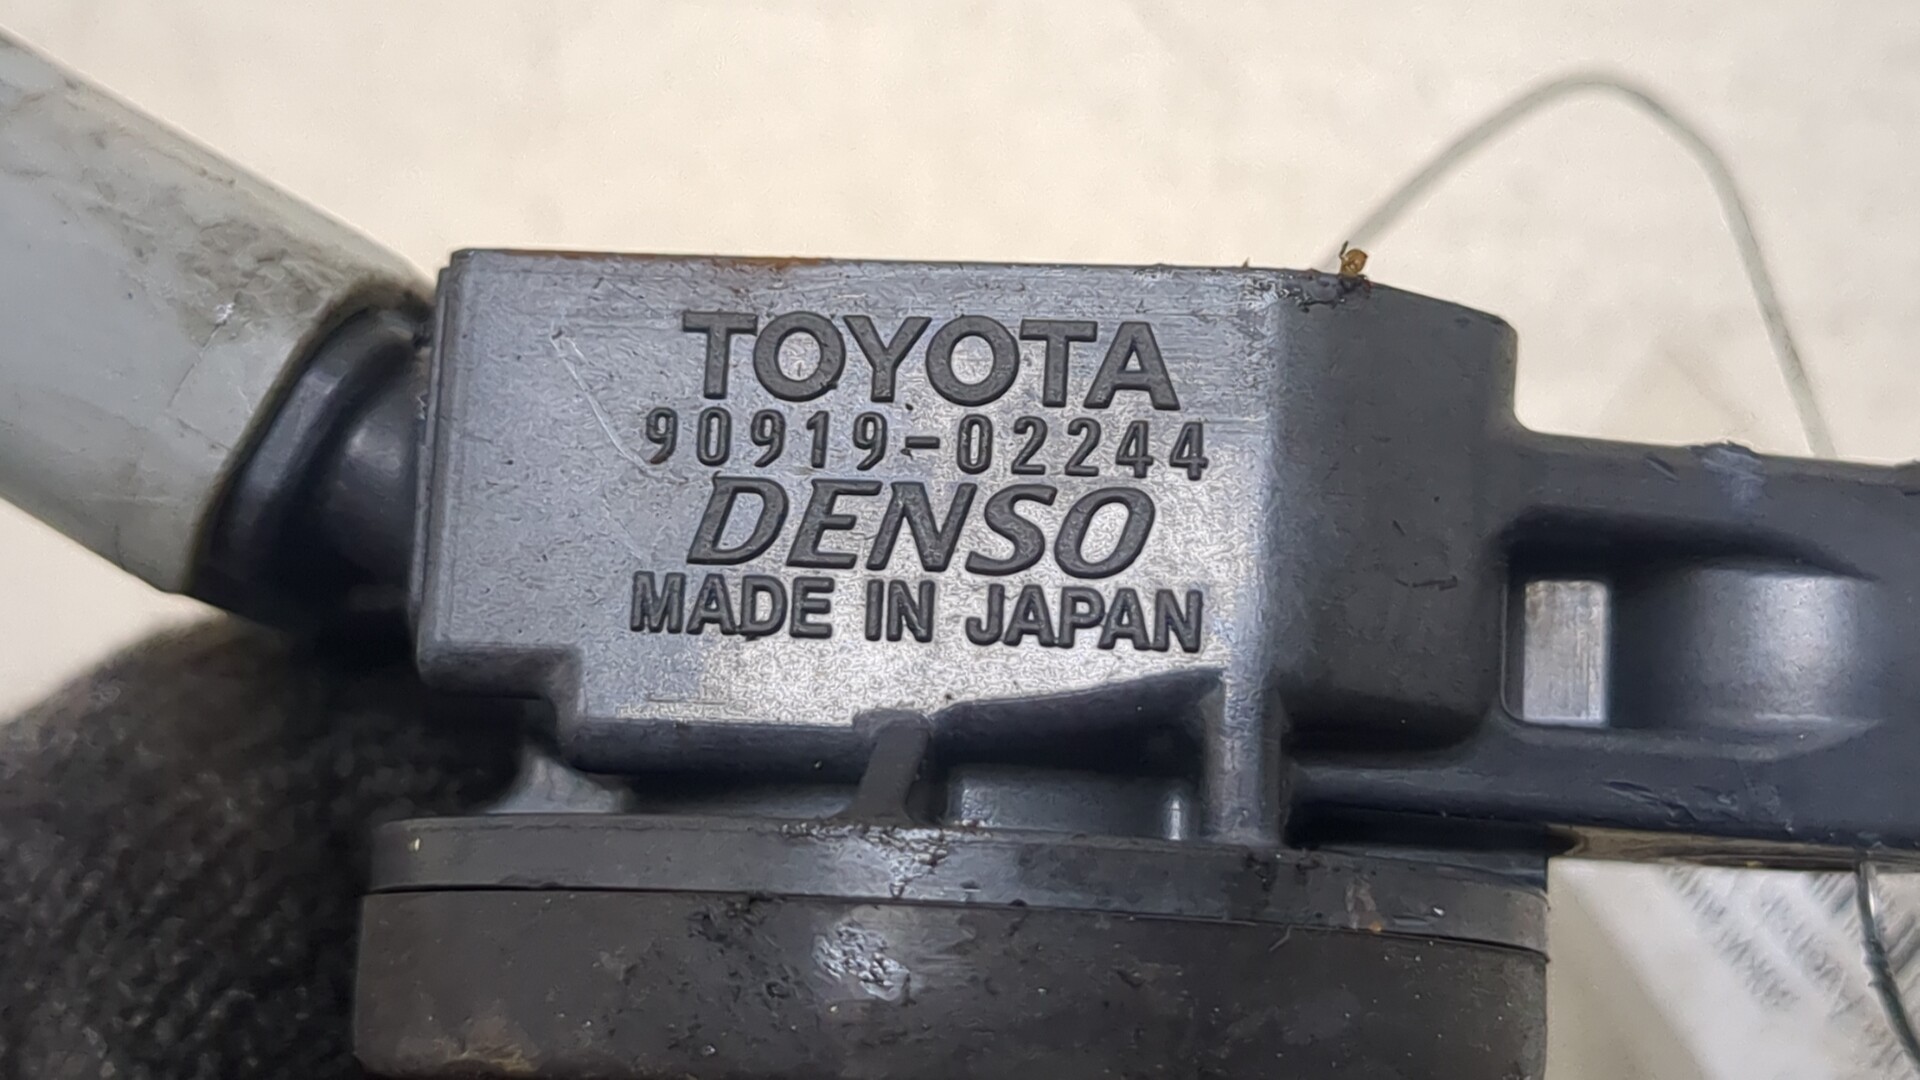 TOYOTA
90919-02244
DENSO
MADE IN JAPAN